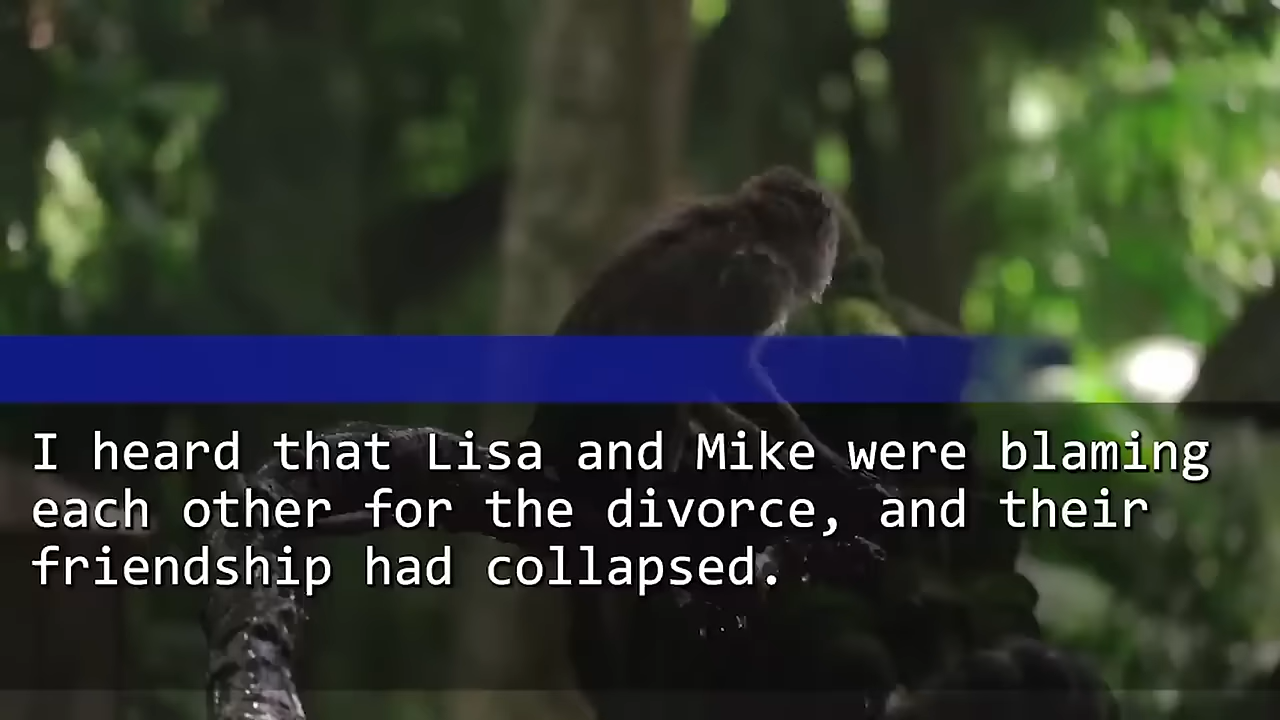 I heard that Lisa and Mike were blaming
each other for the divorce, and their
friendship had collapsed.